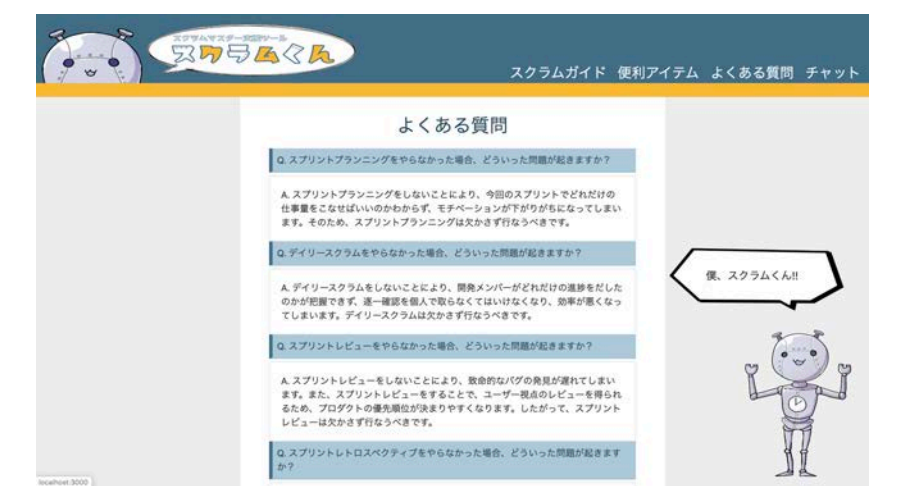 スクラムマスター支援ツール
スクラムくん
スクラムガイド 便利アイテム よくある質問 チャット
よくある質問
Q. スプリントプランニングをやらなかった場合、どういった問題が起きますか？
A. スプリントプランニングをしないことにより、今回のスプリントでどれだけの
仕事量をこなせばいいのかわからず、モチベーションが下がりがちになってしまい
ます。そのため、スプリントプランニングは欠かさず行なうべきです。
Q. デイリースクラムをやらなかった場合、どういった問題が起きますか？
A. デイリースクラムをしないことにより、開発メンバーがどれだけの進捗をだした
のかが把握できず、逐一確認を個人で取らなくてはいけなくなり、効率が悪くなっ
てしまいます。デイリースクラムは欠かさず行なうべきです。
僕、スクラムくん!!
Q. スプリントレビューをやらなかった場合、どういった問題が起きますか？
A. スプリントレビューをしないことにより、致命的なバグの発見が遅れてしまい
ます。また、スプリントレビューをすることで、ユーザー視点のレビューを得られ
るため、プロダクトの優先順位が決まりやすくなります。したがって、スプリント
レビューは欠かさず行なうべきです。
Q. スプリントレトロスペクティブをやらなかった場合、どういった問題が起きます
か？
localhost:3000